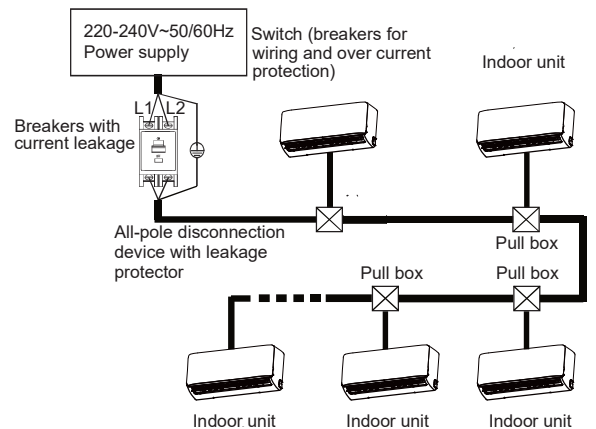 220-240V~50/60Hz
Power supply
Switch (breakers for
wiring and over current
protection)
Indoor unit
L1 L2
Breakers with
current leakage
All-pole disconnection
device with leakage
protector
Pull box
Pull box
Pull box
Indoor unit
Indoor unit
Indoor unit